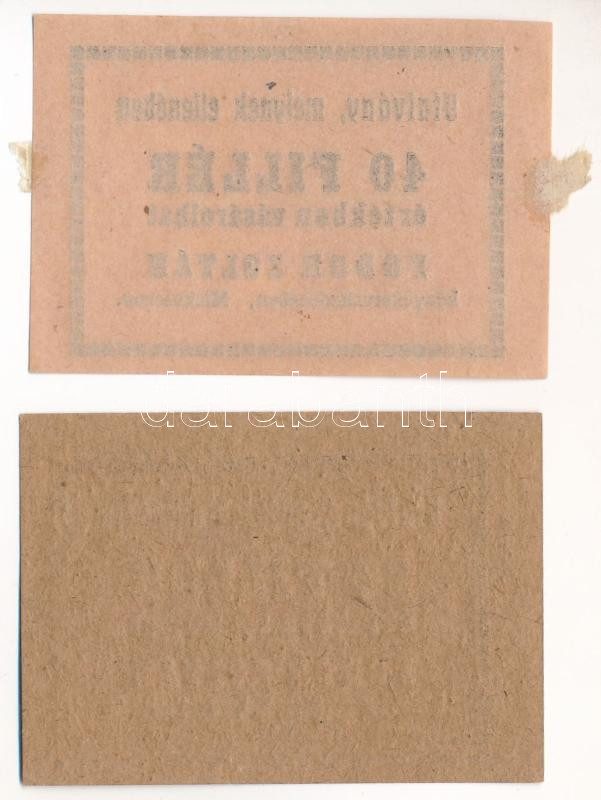 Utalvány, melynek ellenében
40 FILLÉR
értékben vásárolhat
FODOR ZOLTÁN
darabanth